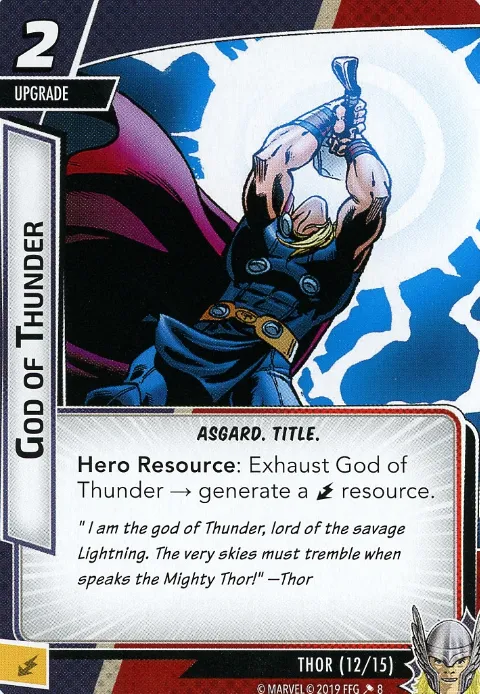 2
UPGRADE
GOD OF THUNDER
ASGARD. TITLE.
Hero Resource: Exhaust God of
Thunder → generate a resource.
"I am the god of Thunder, lord of the savage
Lightning. The very skies must tremble when
speaks the Mighty Thor!" —Thor
THOR (12/15)
© MARVEL © 2019 FFG 8